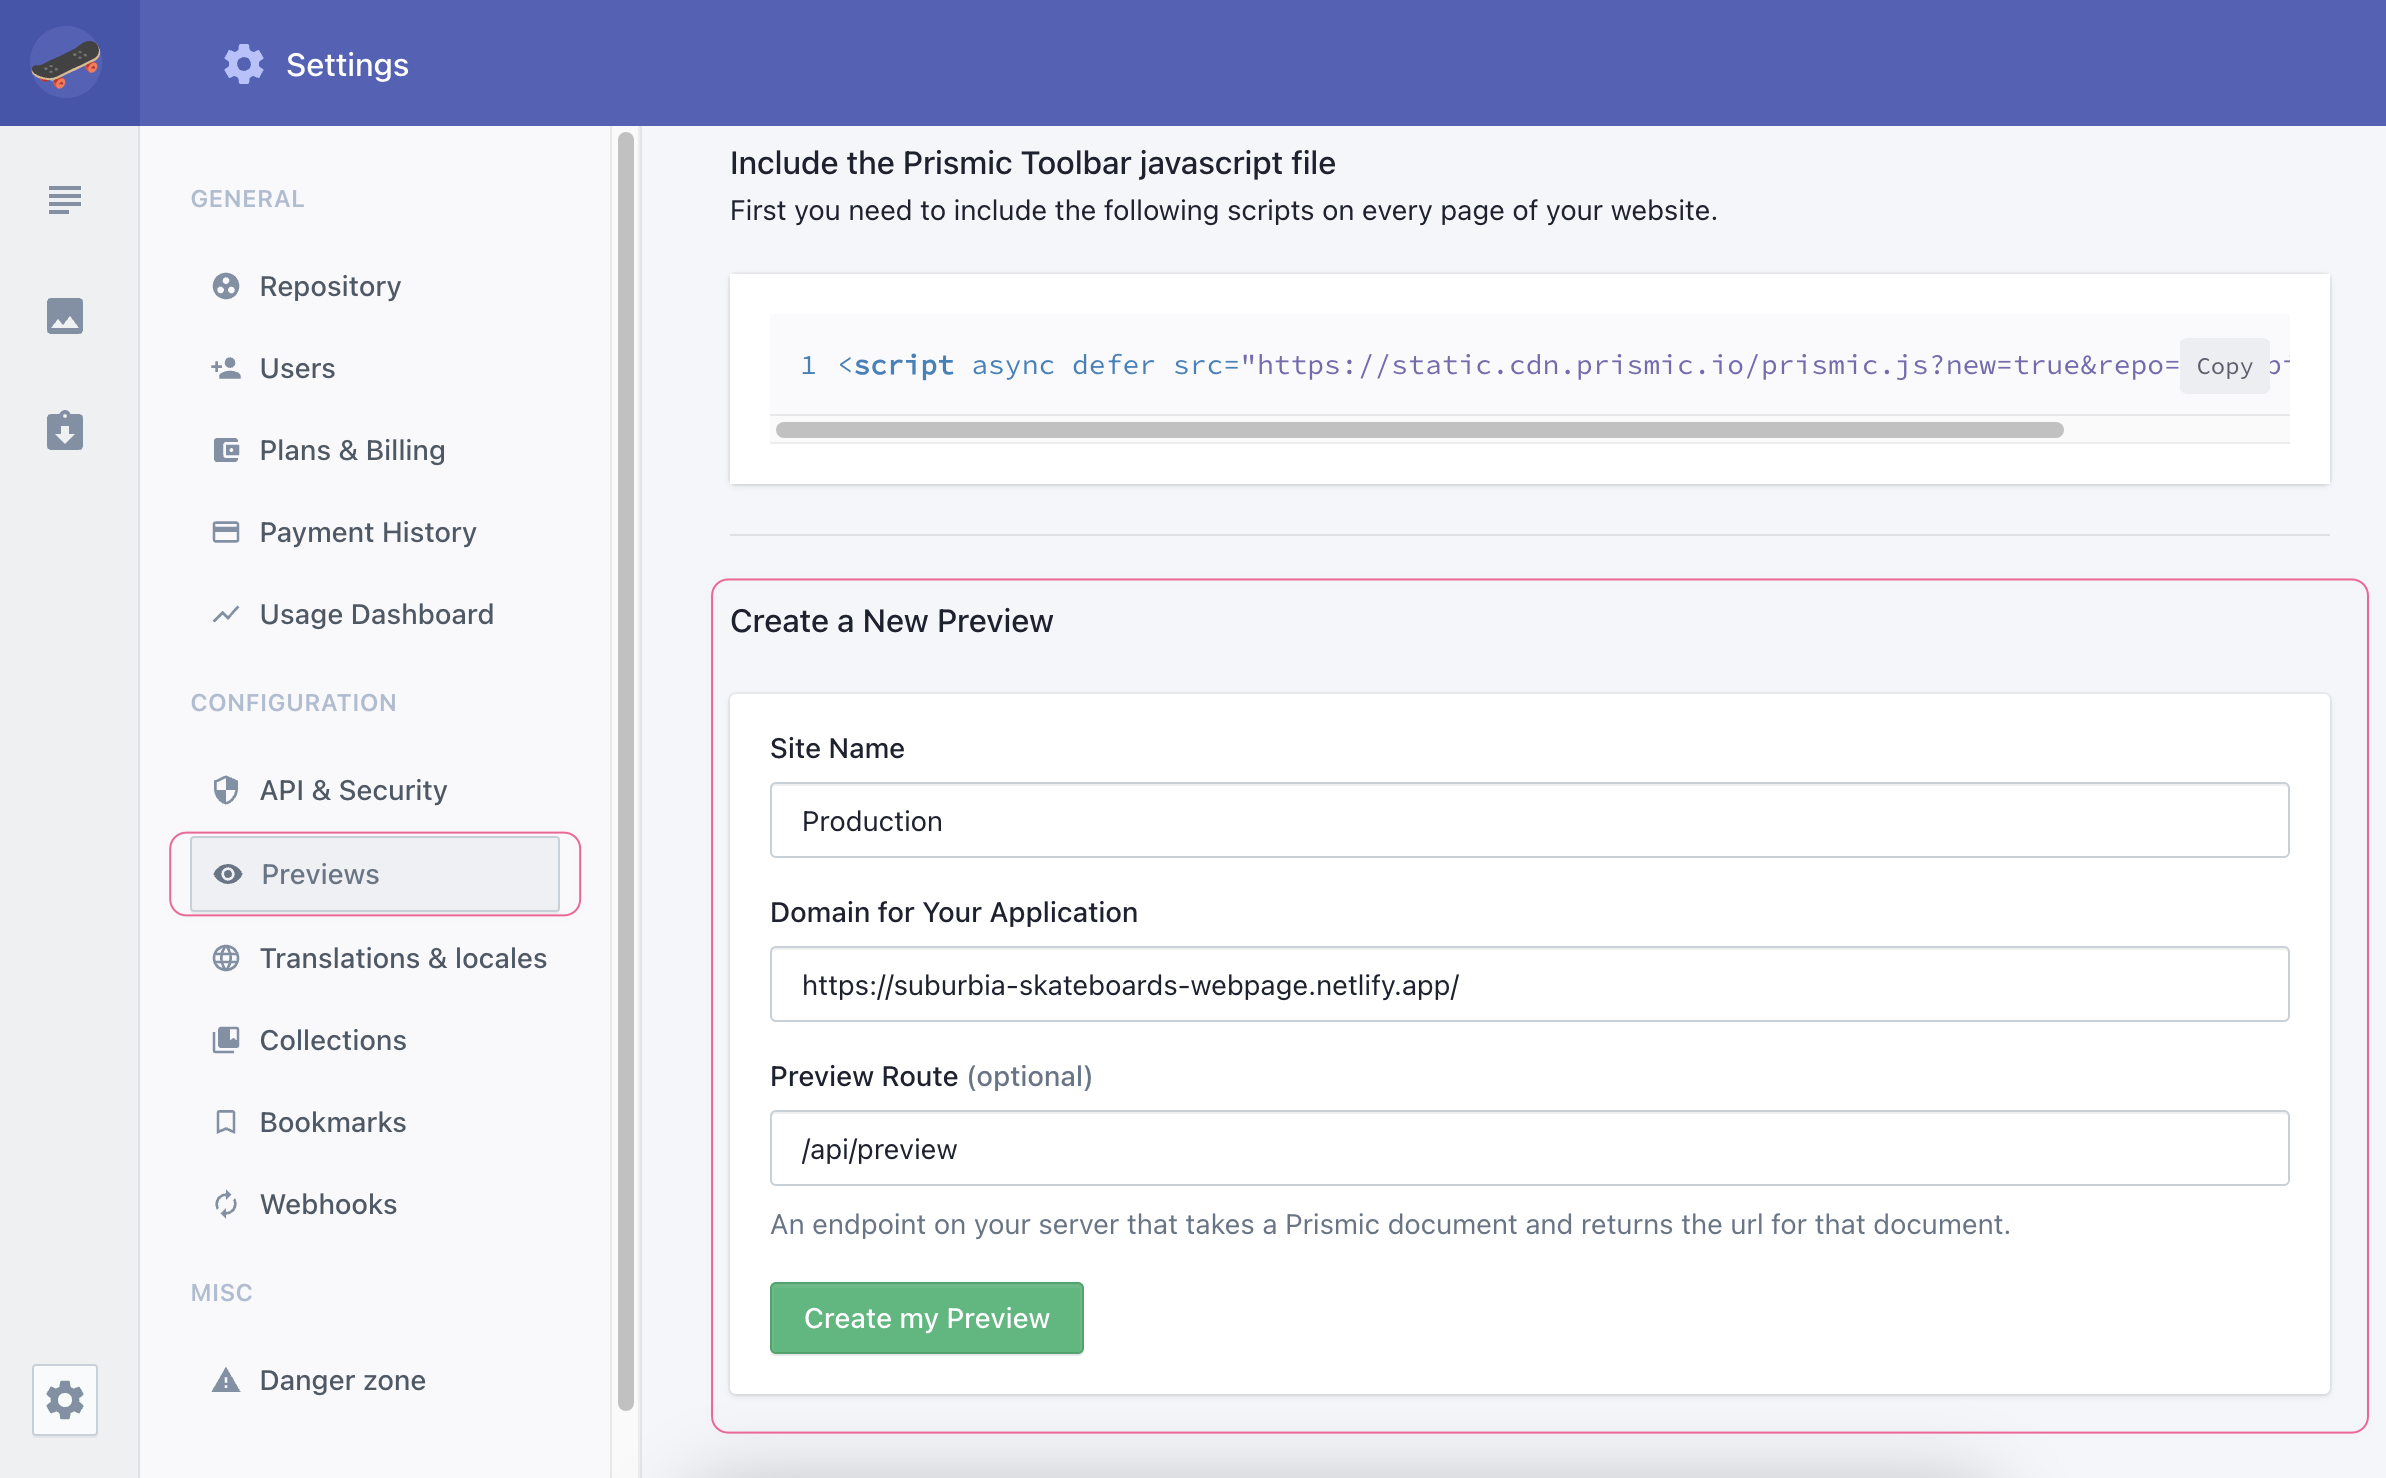 Settings
GENERAL
Repository
Users
Plans & Billing
Payment History
Usage Dashboard
CONFIGURATION
API & Security
Previews
Translations & locales
Collections
Bookmarks
Webhooks
MISC
Danger zone
Include the Prismic Toolbar javascript file
First you need to include the following scripts on every page of your website.
1 <script async defer src="https://static.cdn.prismic.io/prismic.js?new=true&repo=
Copy
Create a New Preview
Site Name
Production
Domain for Your Application
https://suburbia-skateboards-webpage.netlify.app/
Preview Route (optional)
/api/preview
An endpoint on your server that takes a Prismic document and returns the url for that document.
Create my Preview